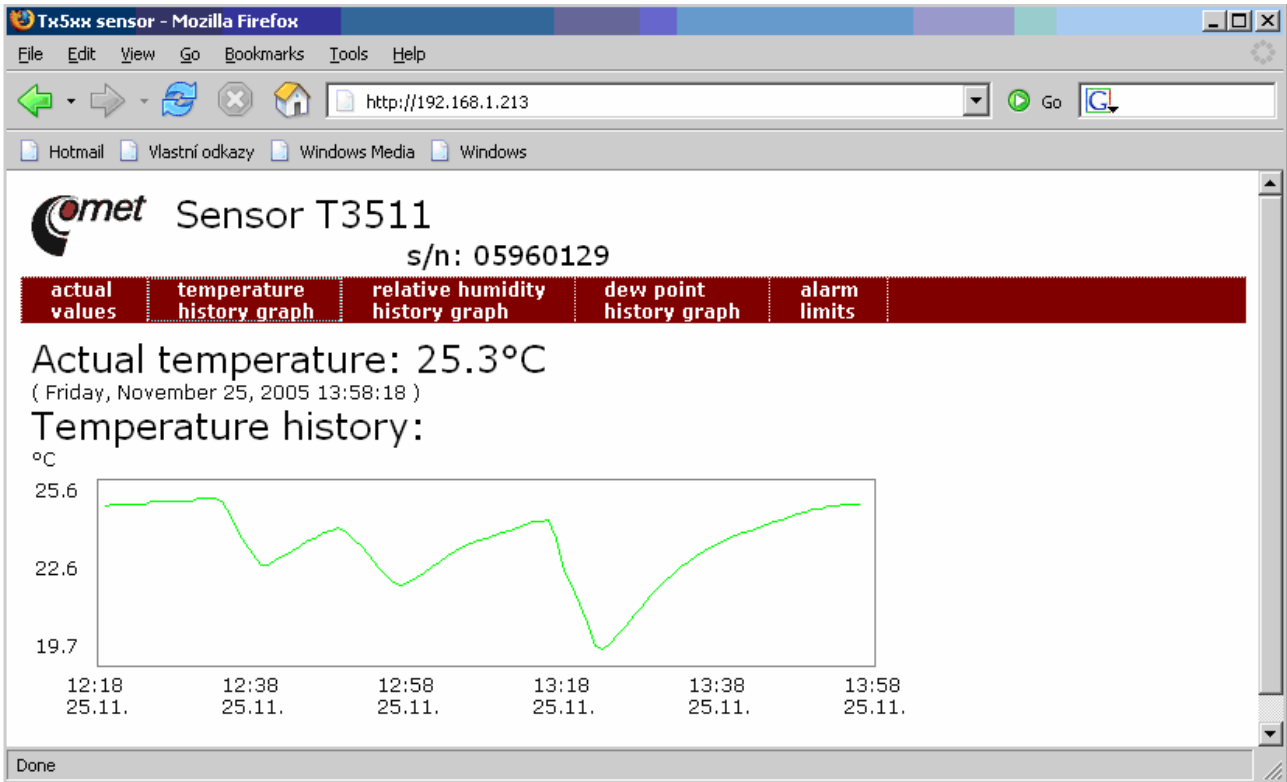 Tx5xx sensor - Mozilla Firefox
File Edit View Go Bookmarks Tools Help
http://192.168.1.213 Go G
Hotmail Vlastní odkazy Windows Media Windows
Comet Sensor T3511
s/n: 05960129
actual values
temperature history graph
relative humidity history graph
dew point history graph
alarm limits
Actual temperature: 25.3°C
( Friday, November 25, 2005 13:58:18 )
Temperature history:
°C
25.6
22.6
19.7
12:18 12:38 12:58 13:18 13:38 13:58
25.11. 25.11. 25.11. 25.11. 25.11. 25.11.
Done